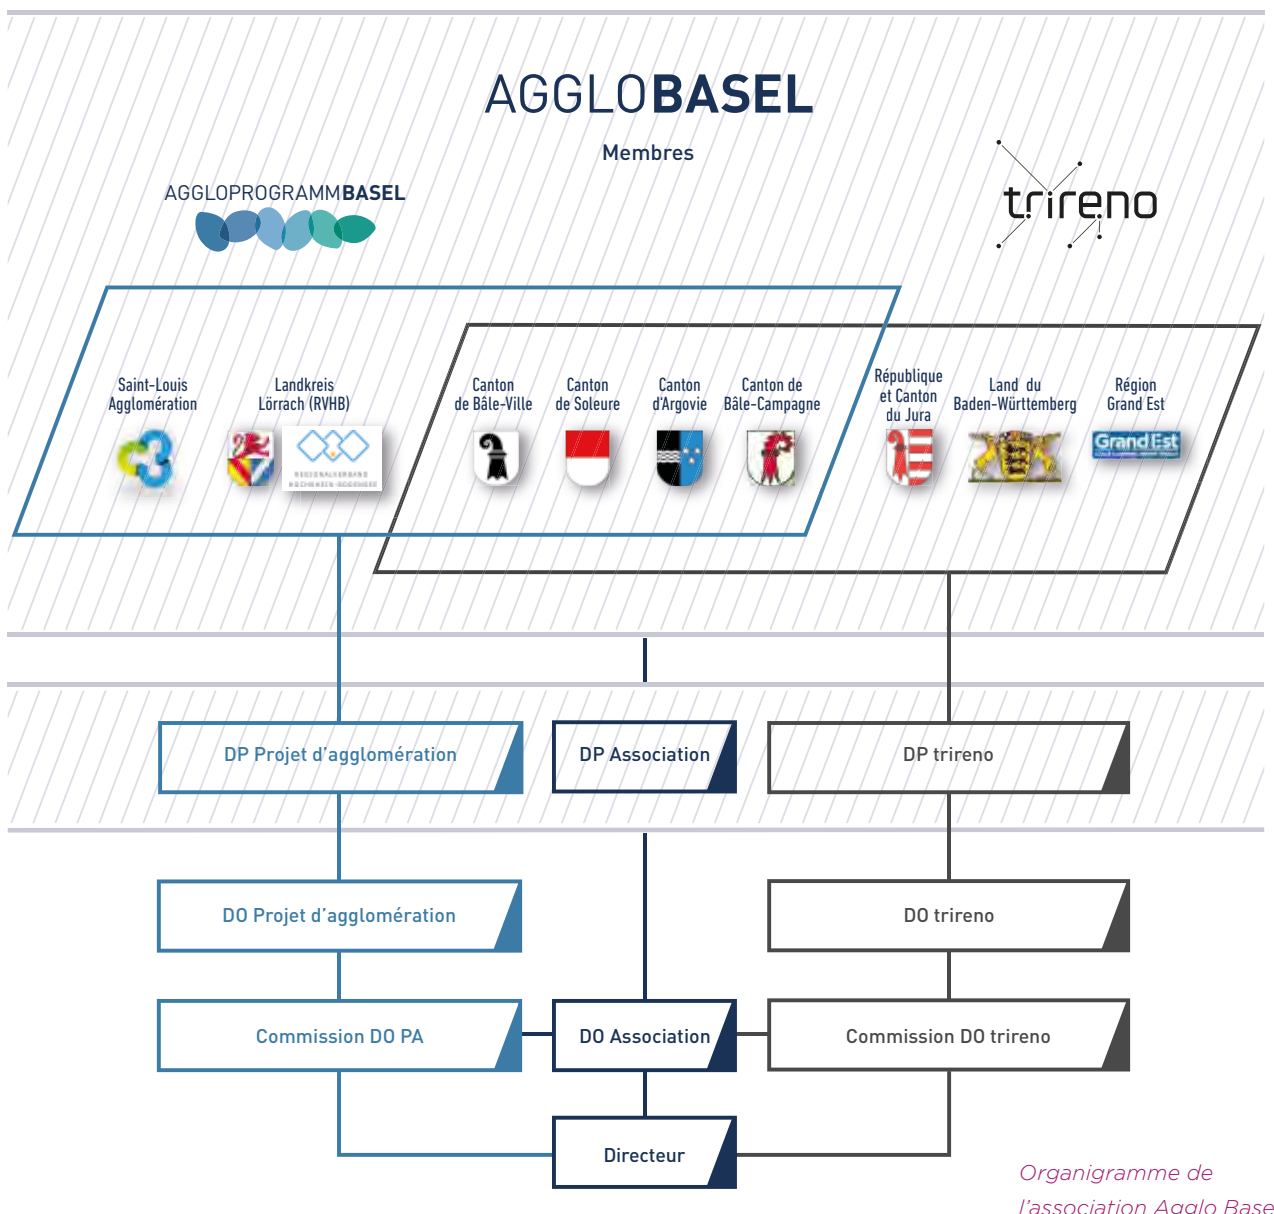 AGGLOBASEL
Membres
AGGLOPROGRAMMBASEL
trireno
Saint-Louis
Agglomération
Landkreis
Lörrach (RVHB)
Canton
de Bâle-Ville
Canton
de Soleure
Canton
d'Argovie
Canton de
Bâle-Campagne
République
et Canton
du Jura
Land du
Baden-Württemberg
Région
Grand Est
REGIONALVERBAND
HOCHRHEIN-BODENSEE
Grand Est
DP Projet d'agglomération
DP Association
DP trireno
DO Projet d'agglomération
DO trireno
Commission DO PA
DO Association
Commission DO trireno
Directeur
Organigramme de
l'association Agglo Base